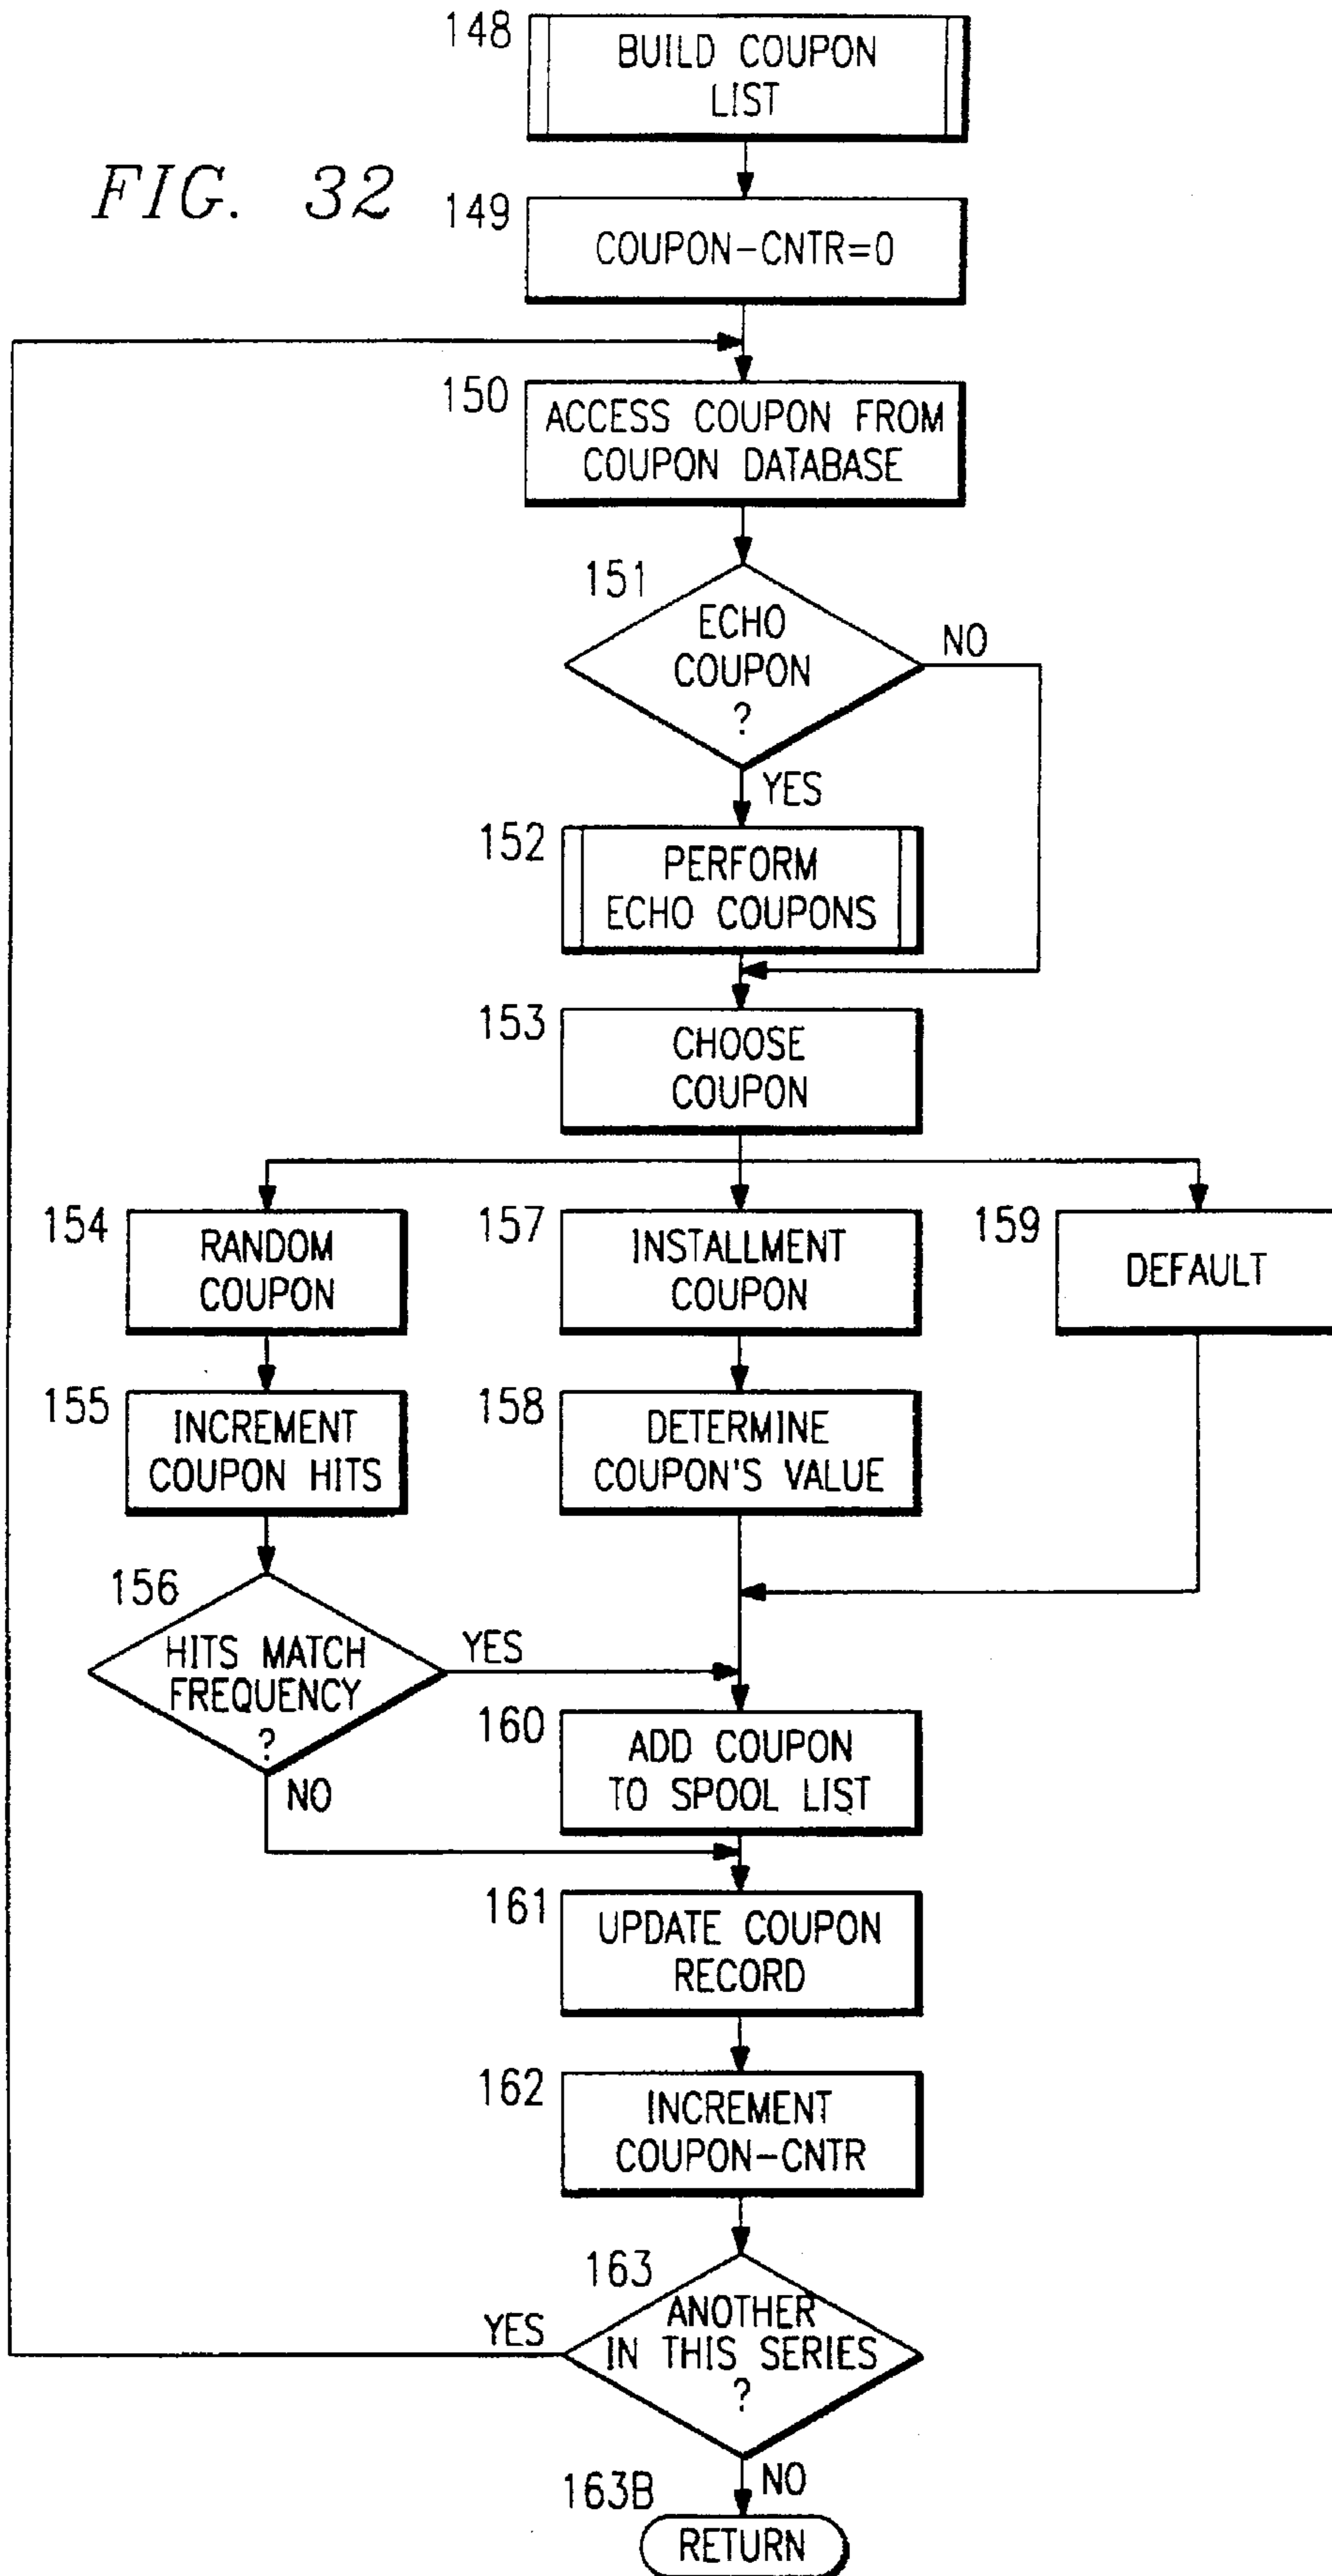 FIG. 32
148
BUILD COUPON
LIST
149
COUPON-CNTR=0
150
ACCESS COUPON FROM
COUPON DATABASE
151
ECHO
COUPON
?
NO
YES
152
PERFORM
ECHO COUPONS
153
CHOOSE
COUPON
154
RANDOM
COUPON
157
INSTALLMENT
COUPON
159
DEFAULT
155
INCREMENT
COUPON HITS
158
DETERMINE
COUPON'S VALUE
156
HITS MATCH
FREQUENCY
?
YES
NO
160
ADD COUPON
TO SPOOL LIST
161
UPDATE COUPON
RECORD
162
INCREMENT
COUPON-CNTR
163
ANOTHER
IN THIS SERIES
?
YES
NO
163B
RETURN